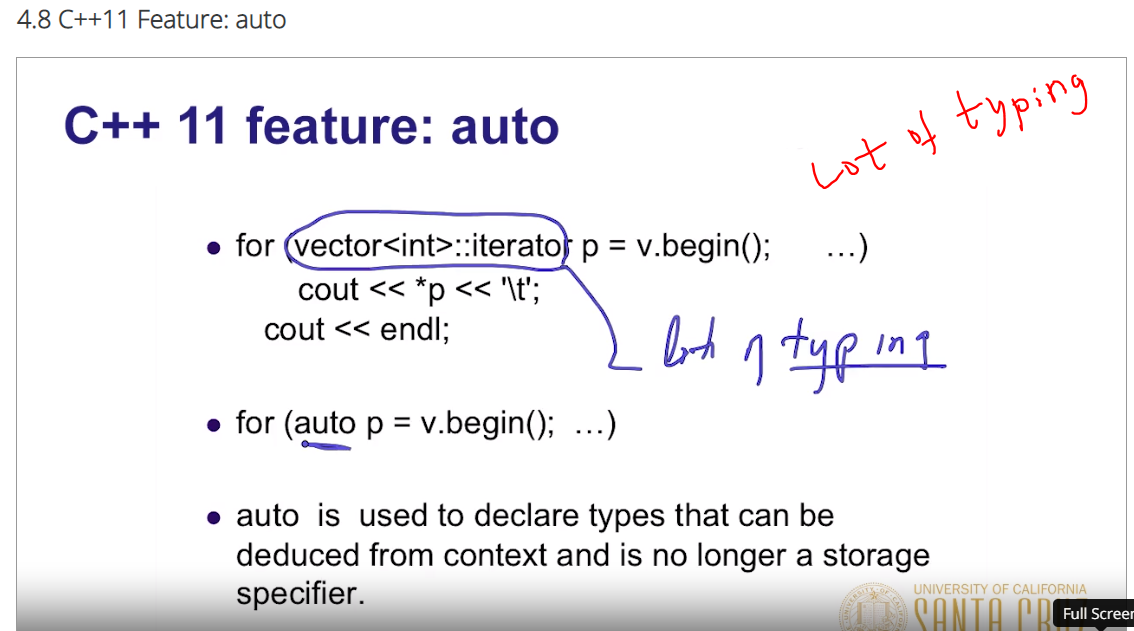 4.8 C++11 Feature: auto
C++ 11 feature: auto
Lot of typing
• for (vector<int>::iterator p = v.begin(); ...)
cout << *p << '\t';
cout << endl;
lot of typing
• for (auto p = v.begin(); ...)
• auto is used to declare types that can be
deduced from context and is no longer a storage
specifier.
UNIVERSITY OF CALIFORNIA
SANTA CR
Full Screen